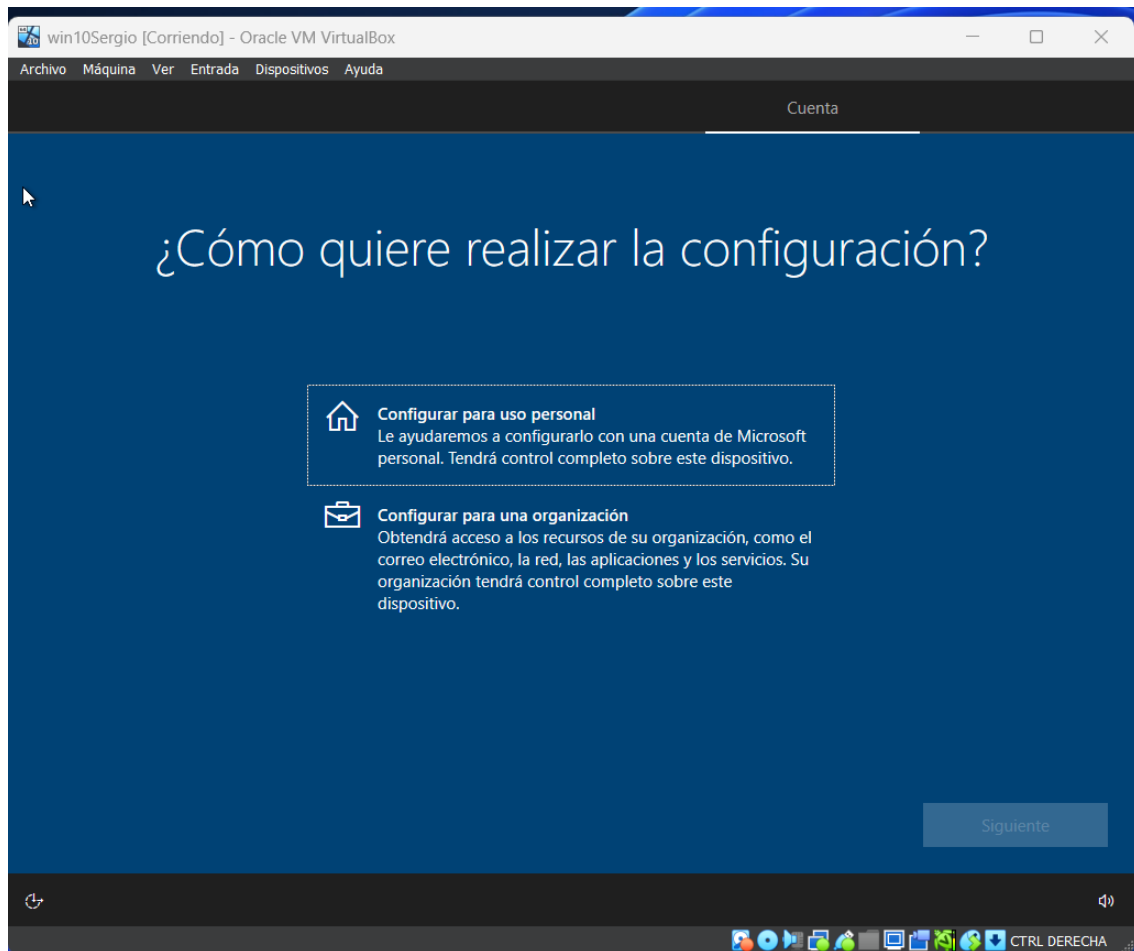 win10Sergio [Corriendo] - Oracle VM VirtualBox
Archivo Máquina Ver Entrada Dispositivos Ayuda
Cuenta
¿Cómo quiere realizar la configuración?
Configurar para uso personal
Le ayudaremos a configurarlo con una cuenta de Microsoft
personal. Tendrá control completo sobre este dispositivo.
Configurar para una organización
Obtendrá acceso a los recursos de su organización, como el
correo electrónico, la red, las aplicaciones y los servicios. Su
organización tendrá control completo sobre este
dispositivo.
Siguiente
CTRL DERECHA